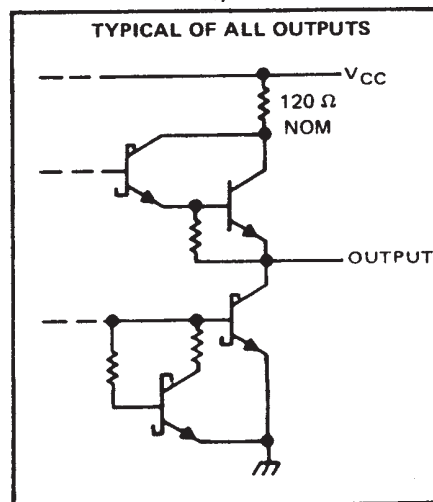 TYPICAL OF ALL OUTPUTS
VCC
120 Ω
NOM
OUTPUT